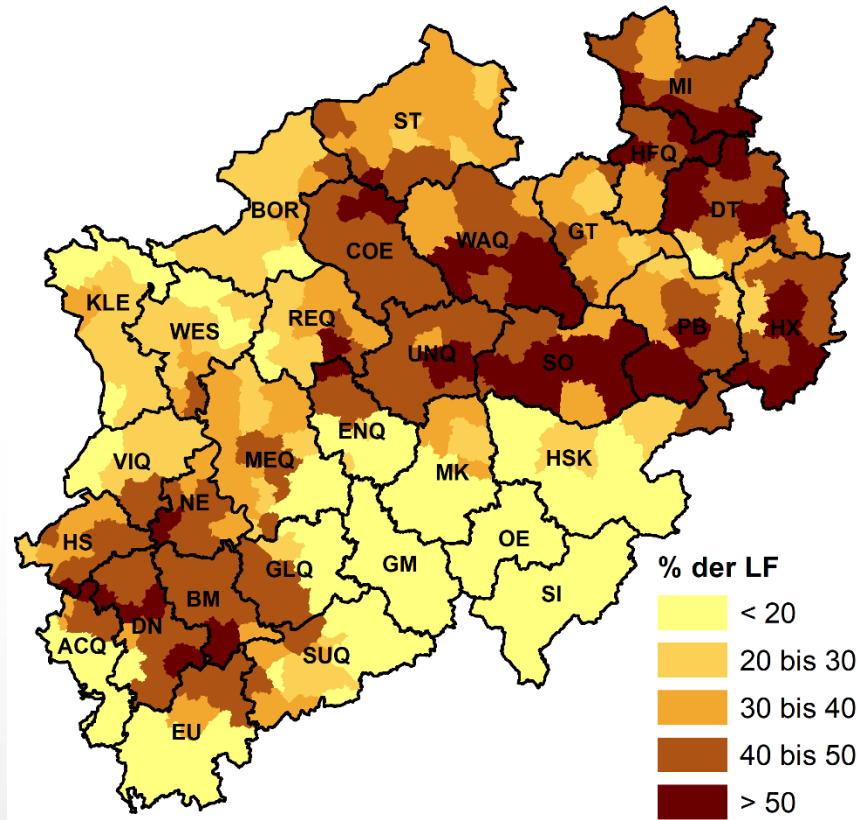 MI
ST
HFQ
DT
BOR
GT
WAQ
COE
KLE
REQ
WES
PB
HX
UNQ
SO
ENQ
VIQ
MEQ
MK
HSK
NE
HS
OE
GLQ
GM
% der LF
SI
BM
< 20
DN
ACQ
SUQ
20 bis 30
30 bis 40
EU
40 bis 50
> 50